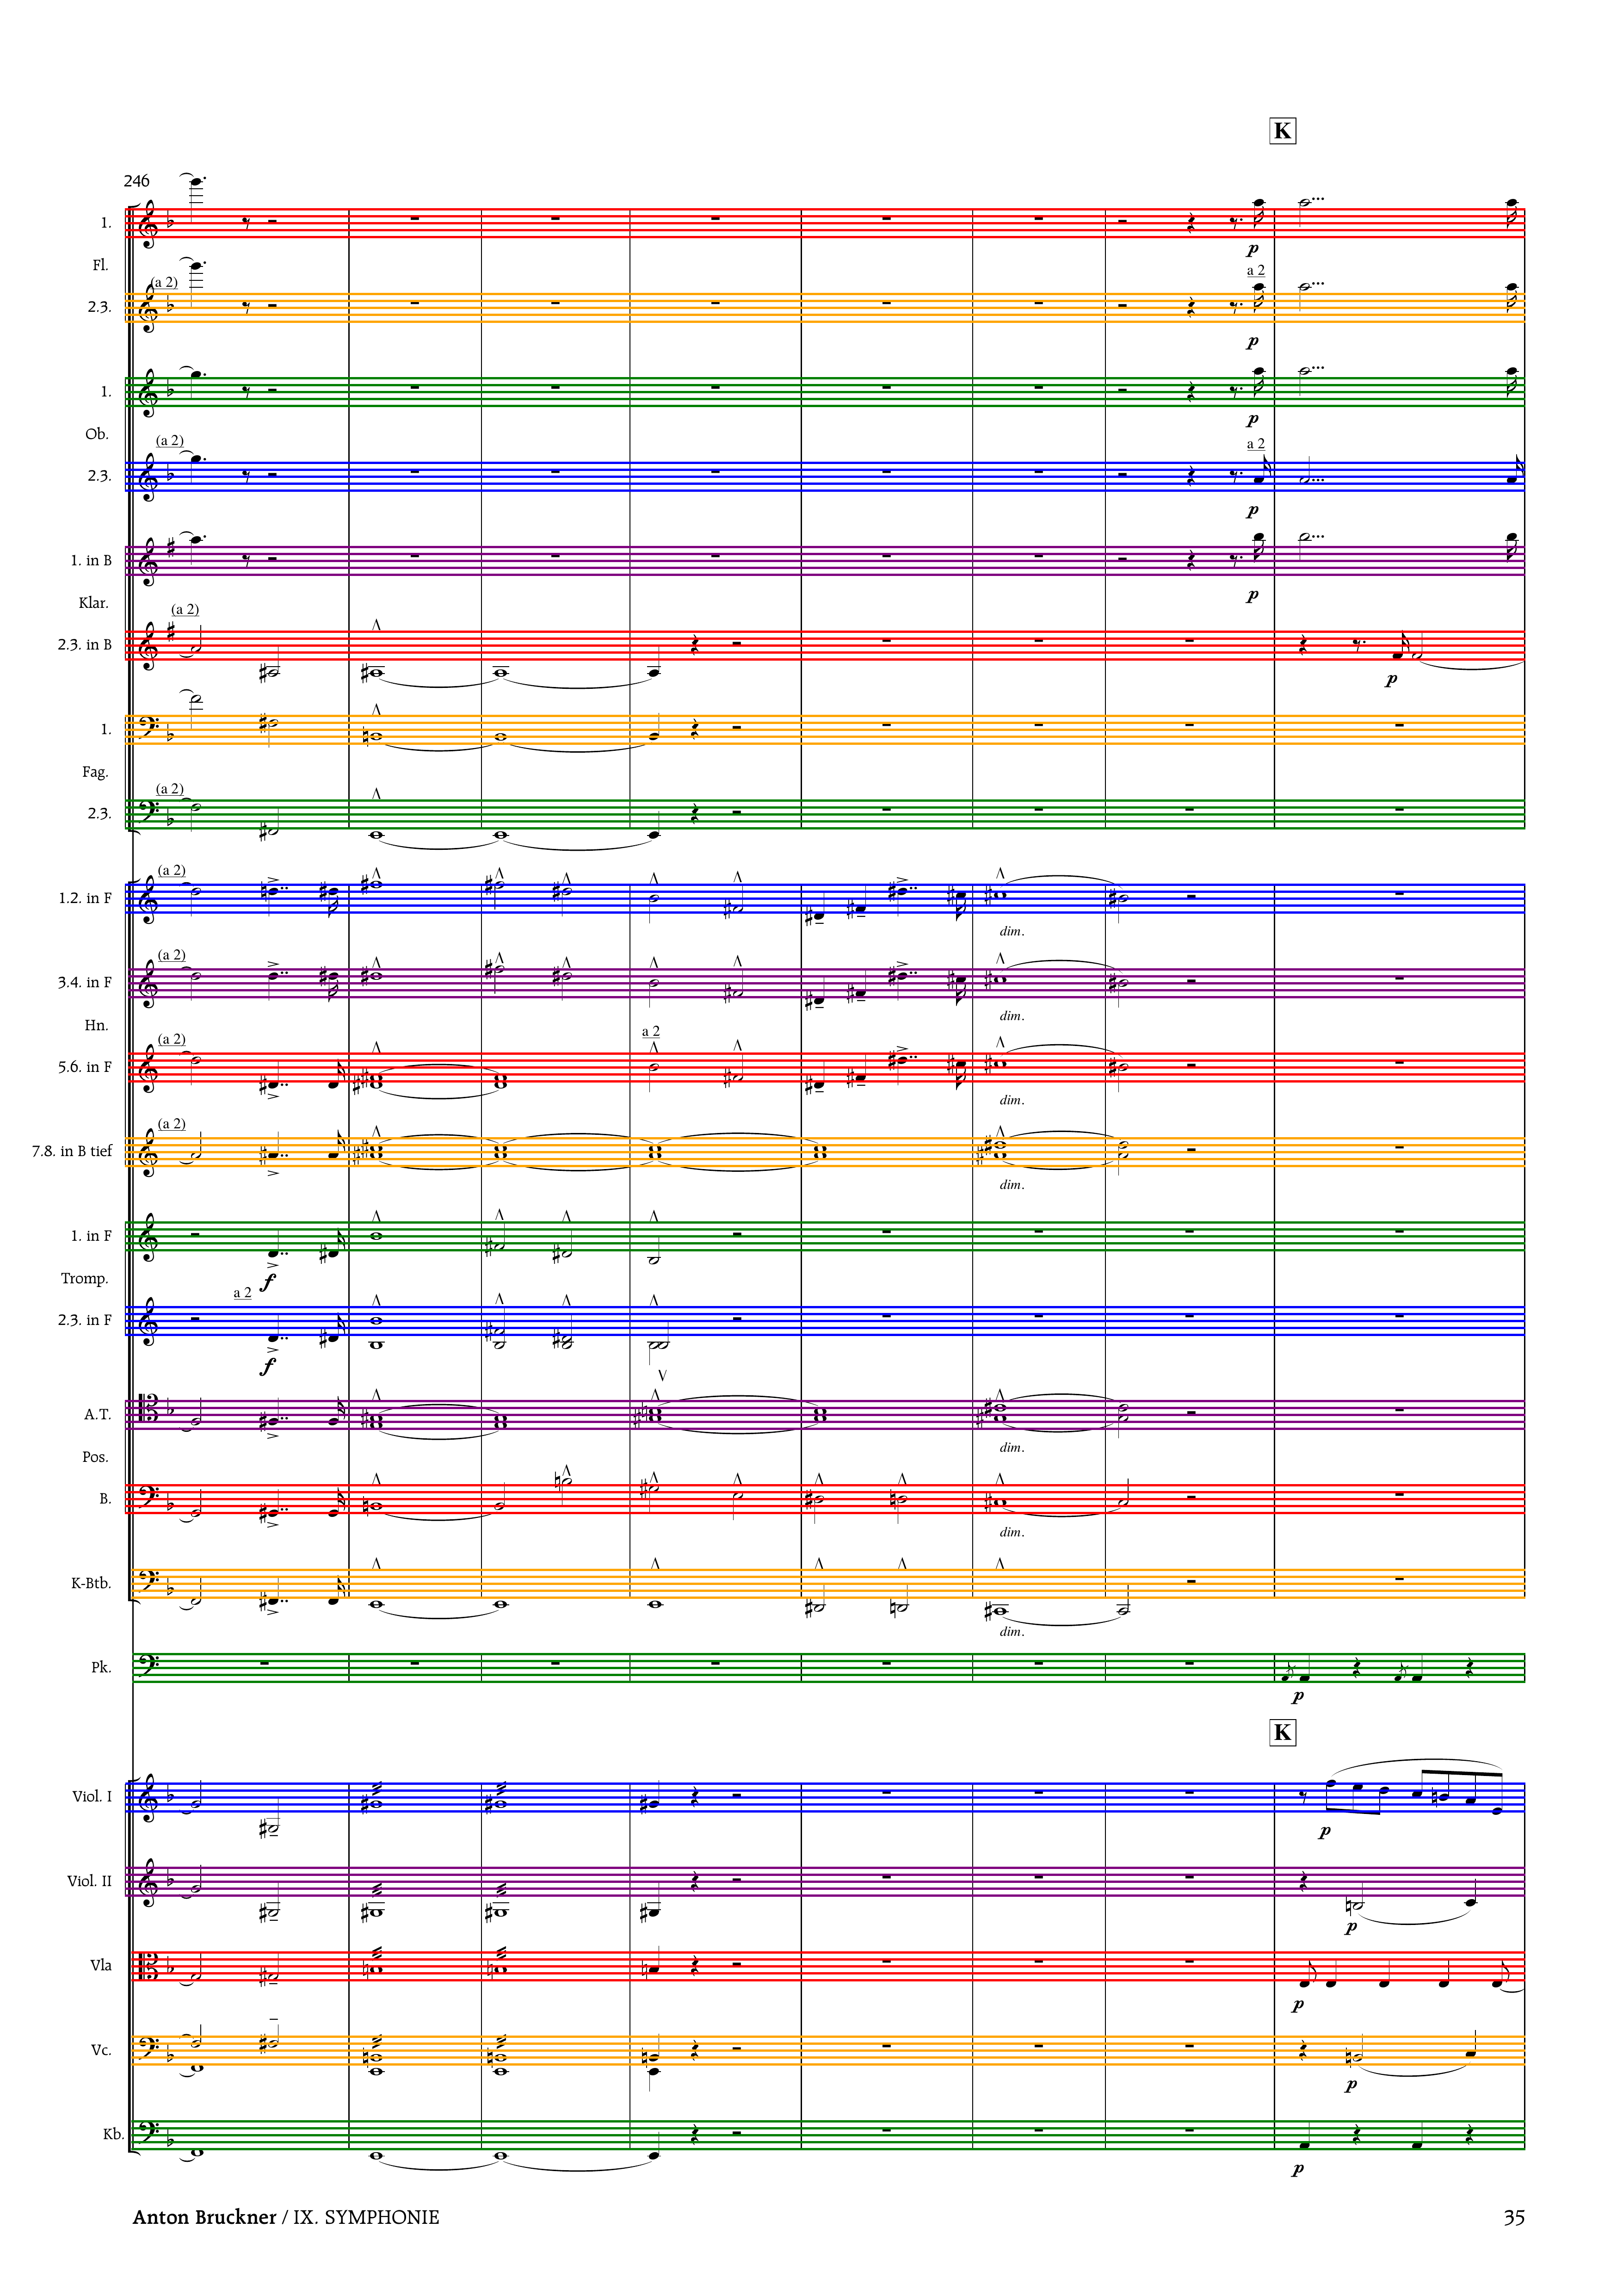 K
246
1.
Fl.
(a 2)
a 2
2.3.
p
p
1.
p
Ob.
(a 2)
a 2
2.3.
p
1. in B
p
Klar.
(a 2)
2.3. in B
p
1.
Fag.
(a 2)
2.3.
(a 2)
1.2. in F
dim.
(a 2)
3.4. in F
dim.
Hn.
(a 2)
a 2
5.6. in F
dim.
(a 2)
7.8. in B tief
dim.
1. in F
f
Tromp.
a 2
2.3. in F
f
A.T.
dim.
Pos.
B.
dim.
K-Btb.
dim.
Pk.
p
K
Viol. I
p
Viol. II
p
Vla
p
Vc.
p
Kb.
p
Anton Bruckner / IX. SYMPHONIE 35